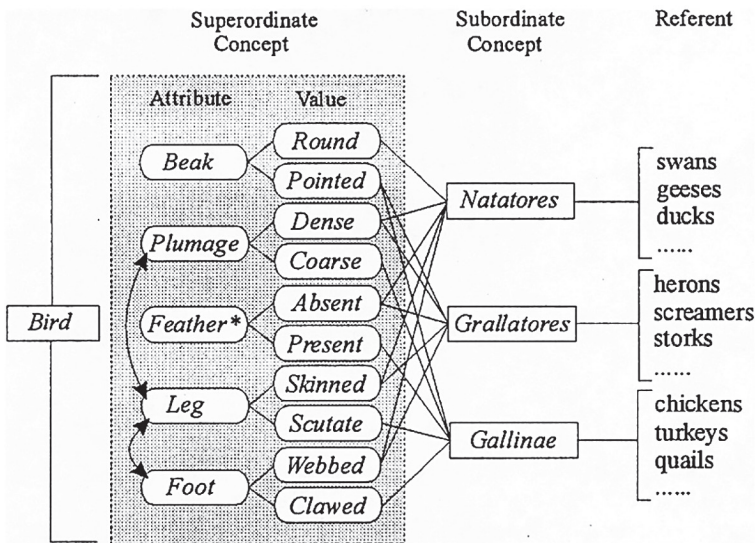 Superordinate
Concept
Subordinate
Concept
Referent
Attribute
Value
Bird
Beak
Round
Pointed
Plumage
Dense
Coarse
Feather*
Absent
Present
Leg
Skinned
Scutate
Foot
Webbed
Clawed
Natatores
Grallatores
Gallinae
swans
geeses
ducks
......
herons
screamers
storks
......
chickens
turkeys
quails
......